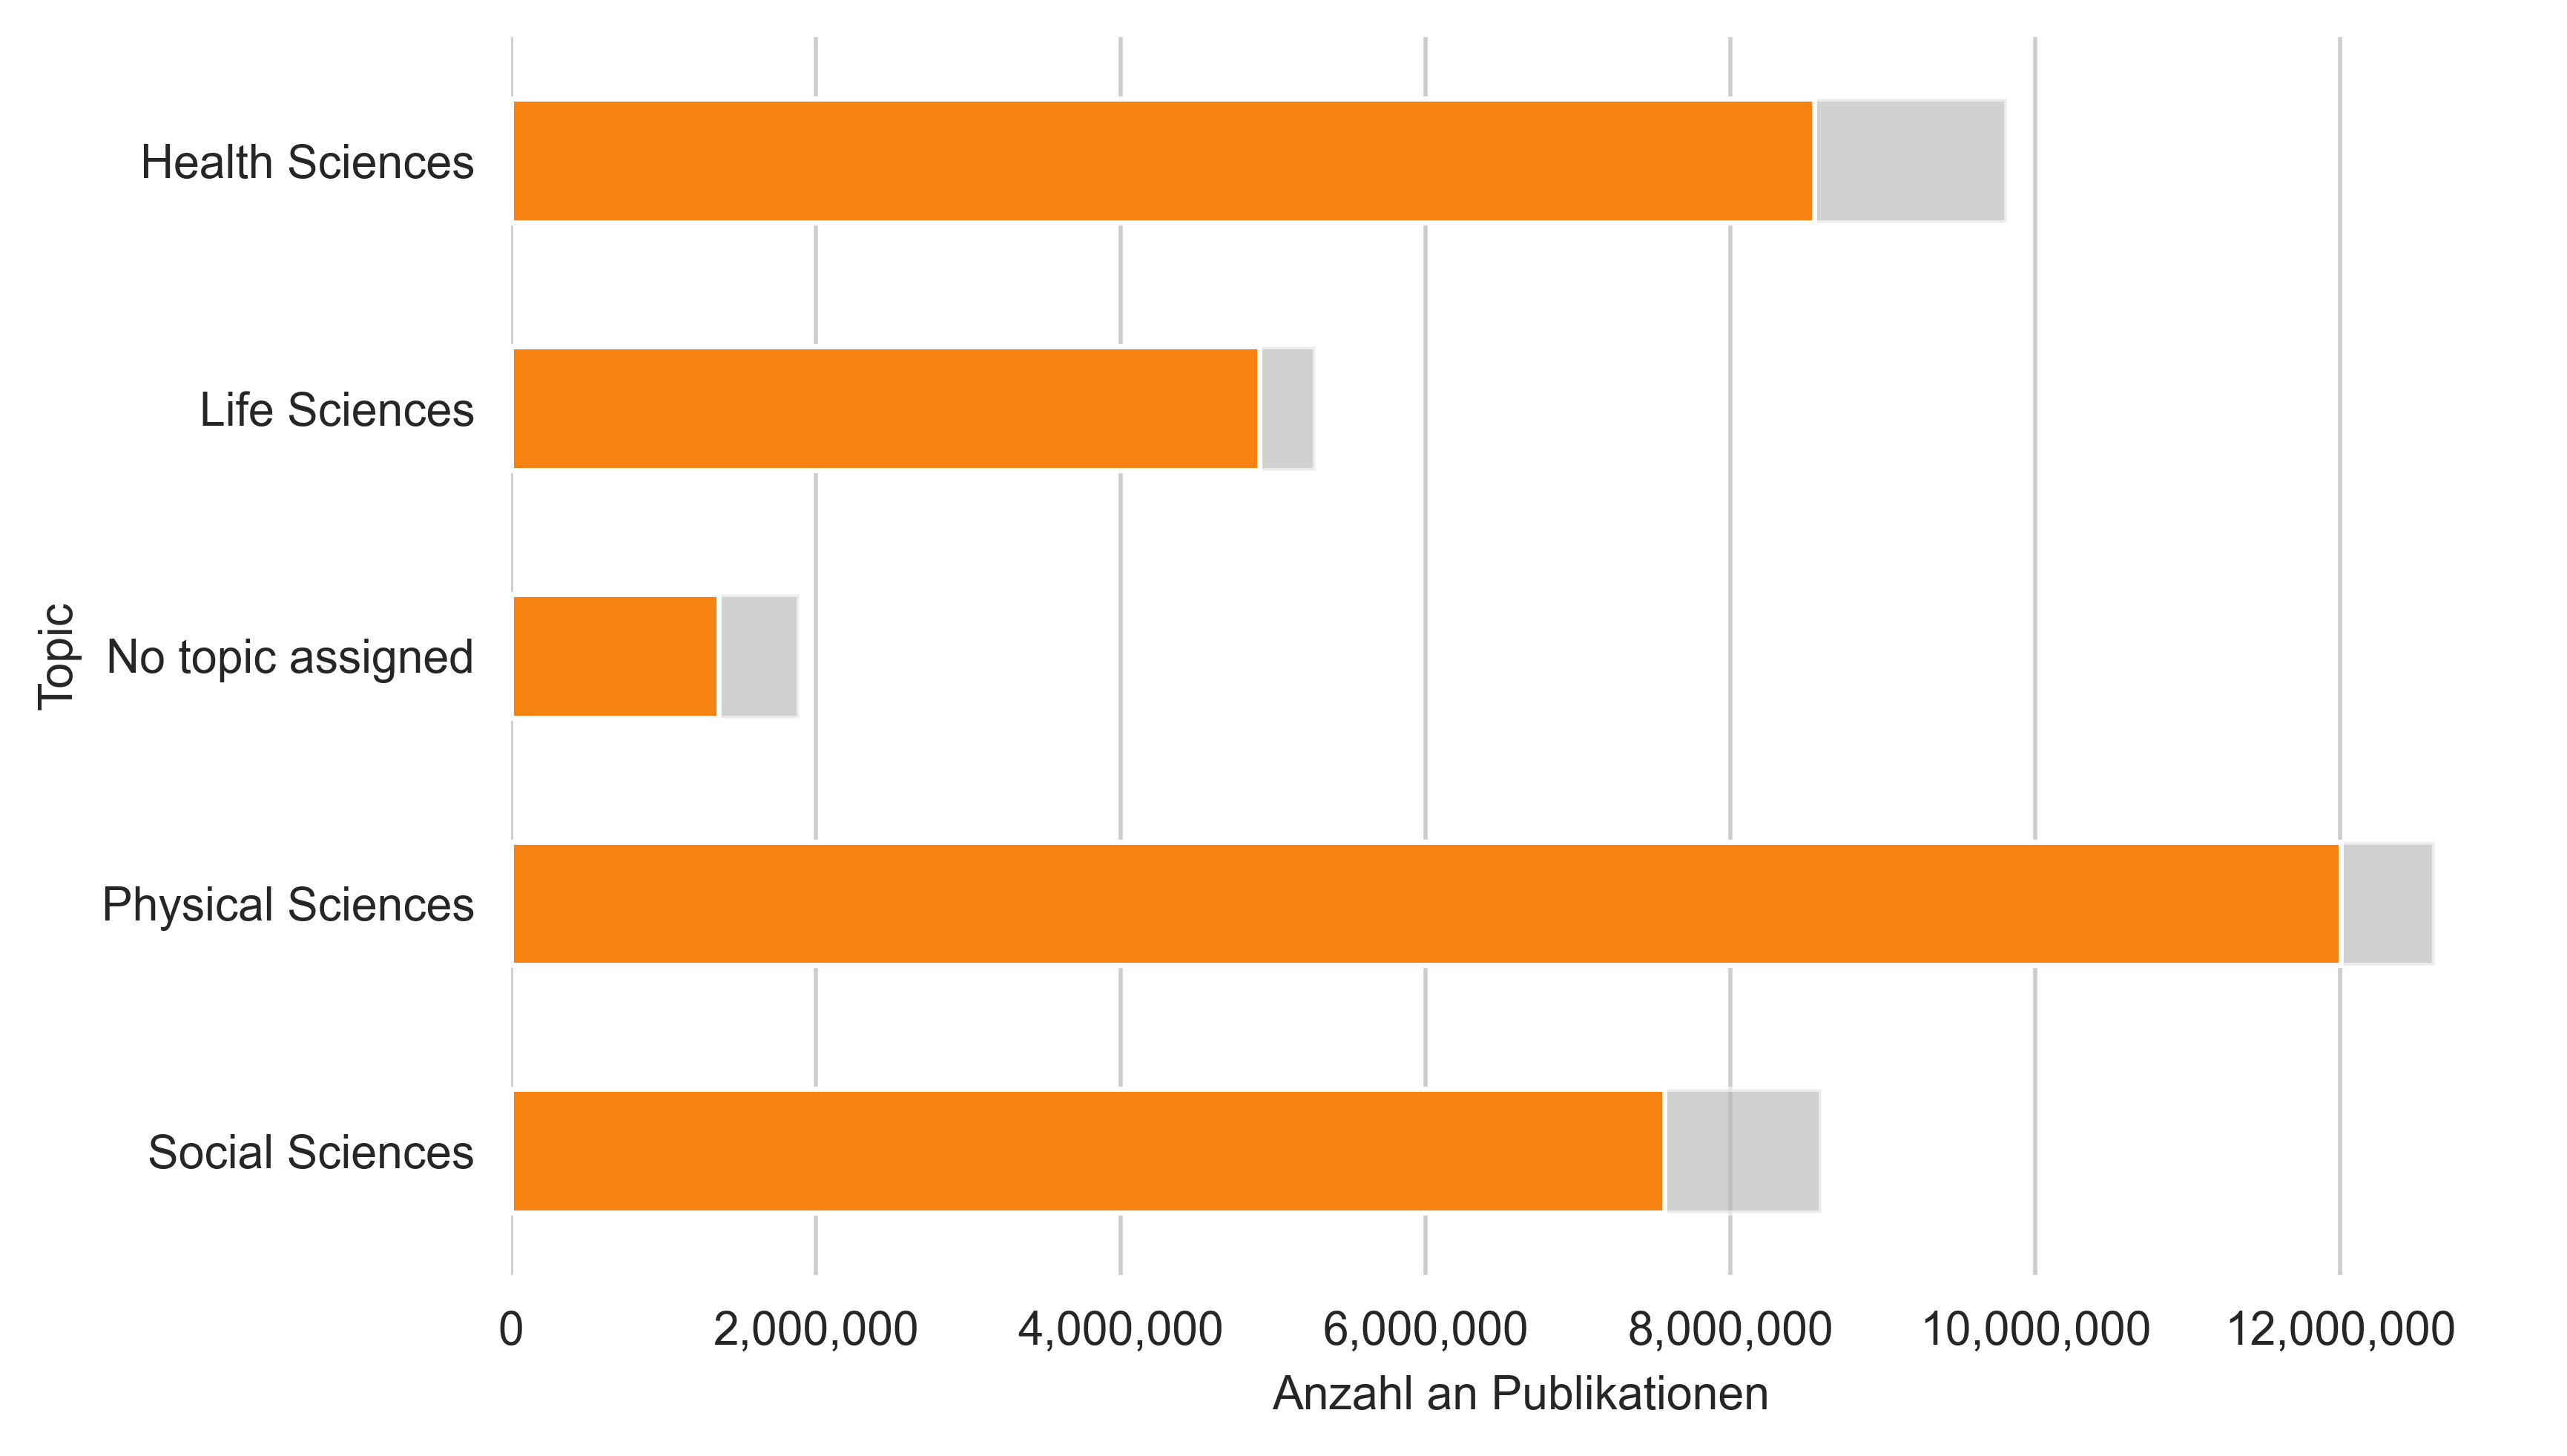 Health Sciences
Life Sciences
No topic assigned
Physical Sciences
Social Sciences
Topic
0 2,000,000 4,000,000 6,000,000 8,000,000 10,000,000 12,000,000
Anzahl an Publikationen